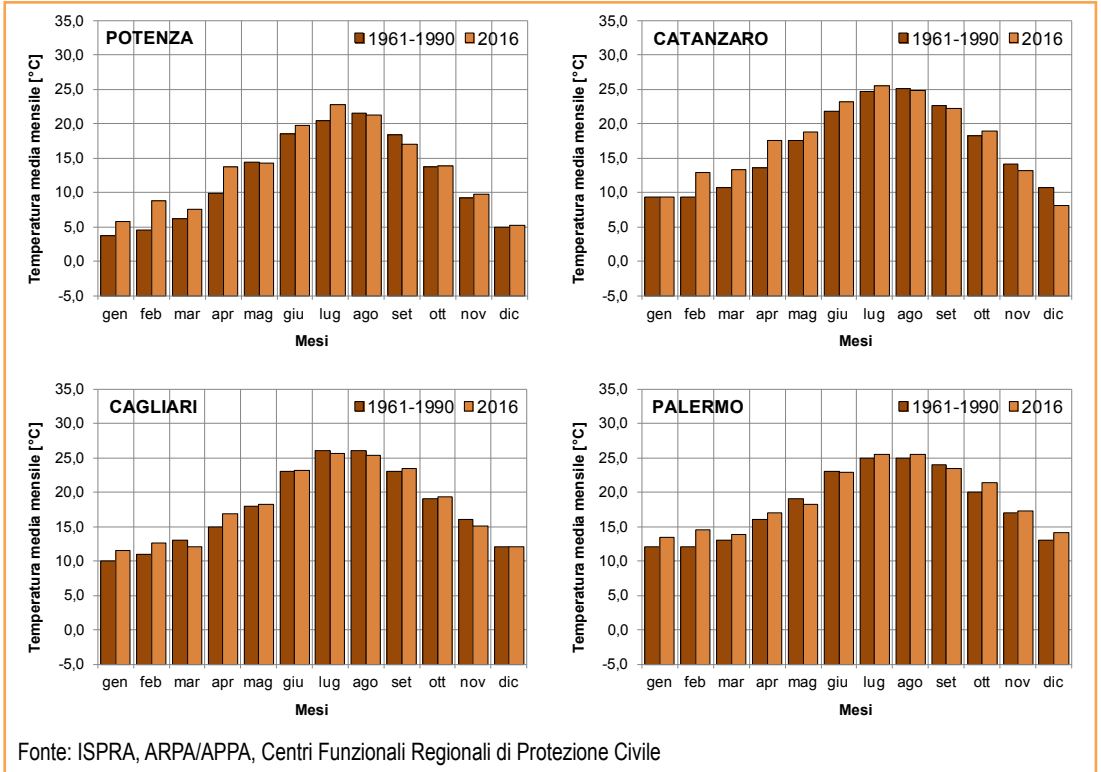 POTENZA
1961-1990 2016
Temperatura media mensile [°C]
35,0
30,0
25,0
20,0
15,0
10,0
5,0
0,0
-5,0
gen feb mar apr mag giu lug ago set ott nov dic
Mesi
CATANZARO
1961-1990 2016
Temperatura media mensile [°C]
35,0
30,0
25,0
20,0
15,0
10,0
5,0
0,0
-5,0
gen feb mar apr mag giu lug ago set ott nov dic
Mesi
CAGLIARI
1961-1990 2016
Temperatura media mensile [°C]
35,0
30,0
25,0
20,0
15,0
10,0
5,0
0,0
-5,0
gen feb mar apr mag giu lug ago set ott nov dic
Mesi
PALERMO
1961-1990 2016
Temperatura media mensile [°C]
35,0
30,0
25,0
20,0
15,0
10,0
5,0
0,0
-5,0
gen feb mar apr mag giu lug ago set ott nov dic
Mesi
Fonte: ISPRA, ARPA/APPA, Centri Funzionali Regionali di Protezione Civile